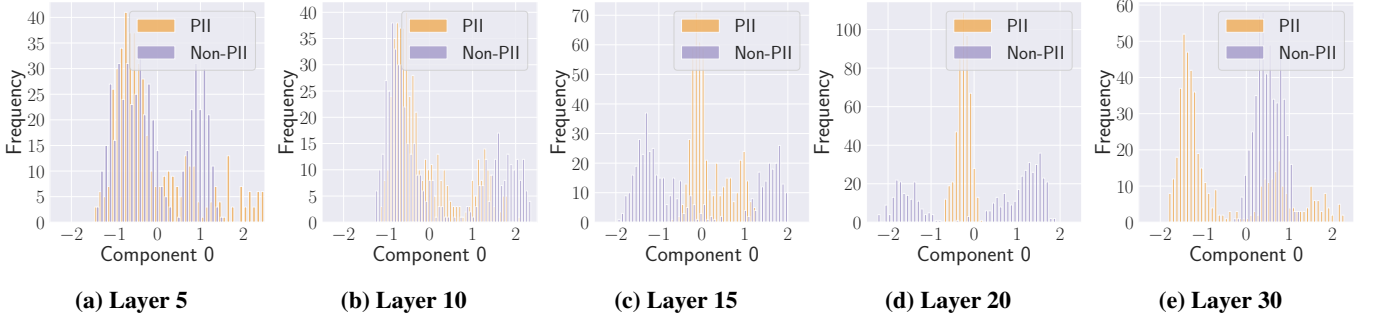 40
35
30
25
20
15
10
5
0
Frequency
PII
Non-PII
−2 −1 0 1 2
Component 0
(a) Layer 5
40
35
30
25
20
15
10
5
0
Frequency
PII
Non-PII
−2 −1 0 1 2
Component 0
(b) Layer 10
70
60
50
40
30
20
10
0
Frequency
PII
Non-PII
−2 −1 0 1 2
Component 0
(c) Layer 15
100
80
60
40
20
0
Frequency
PII
Non-PII
−2 −1 0 1 2
Component 0
(d) Layer 20
60
50
40
30
20
10
0
Frequency
PII
Non-PII
−2 −1 0 1 2
Component 0
(e) Layer 30